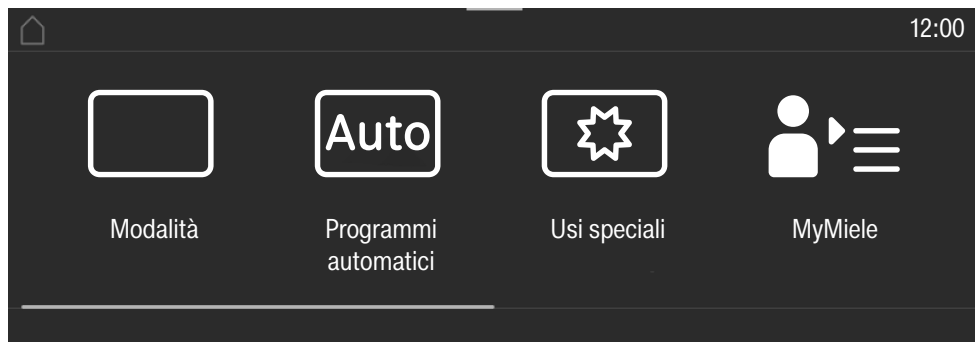 12:00
Auto
Modalità
Programmi
automatici
Usi speciali
MyMiele